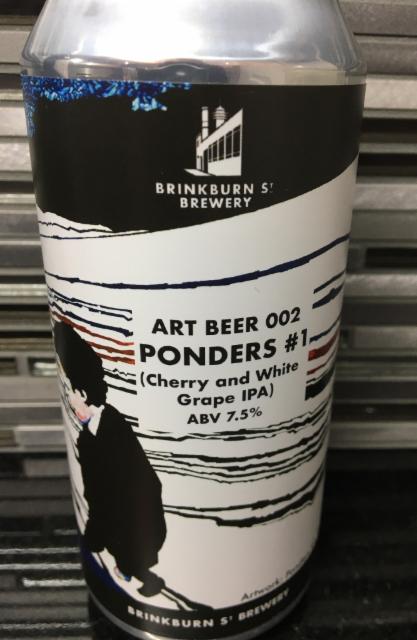 BRINKBURN ST
BREWERY
ART BEER 002
PONDERS #1
(Cherry and White
Grape IPA)
ABV 7.5%
Artwork:
BRINKBURN ST BREWERY